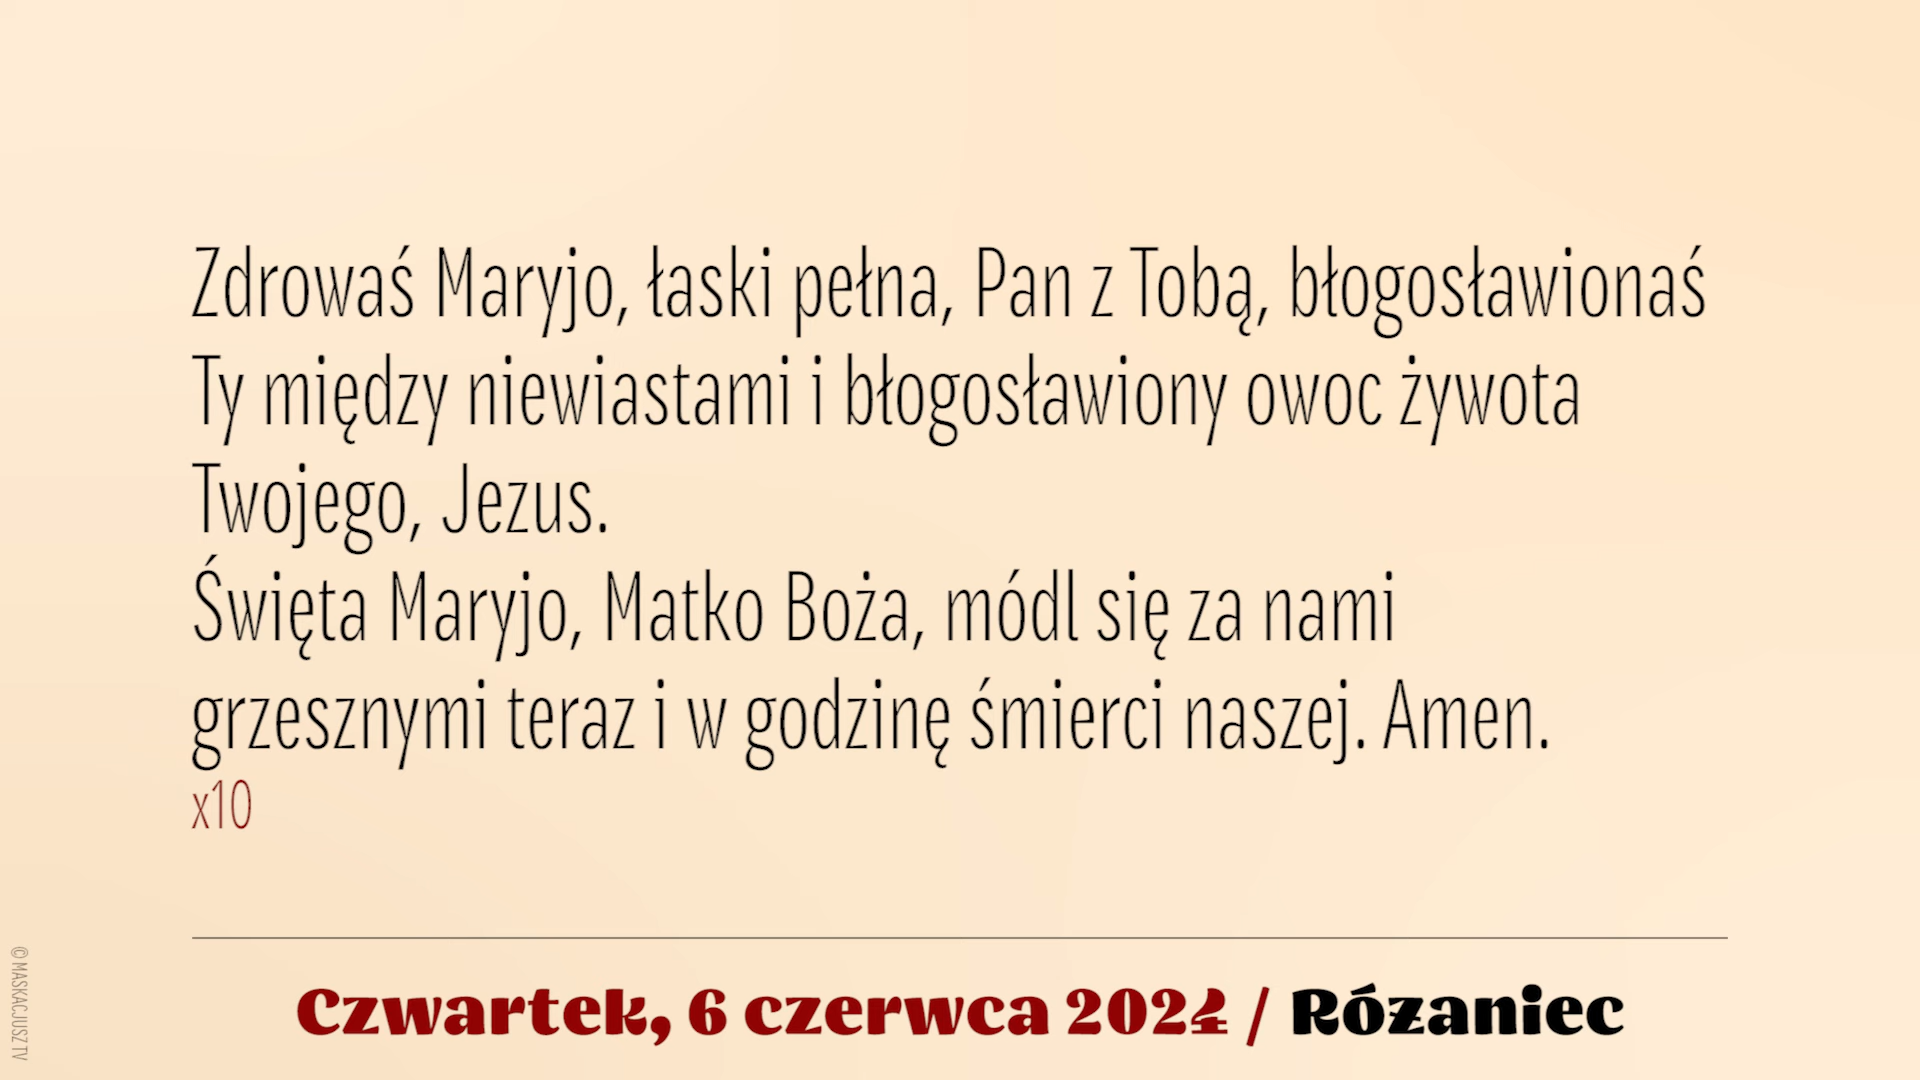 Zdrowaś Maryjo, łaski pełna, Pan z Tobą, błogosławionaś
Ty między niewiastami i błogosławiony owoc żywota
Twojego, Jezus.
Święta Maryjo, Matko Boża, módl się za nami
grzesznymi teraz i w godzinę śmierci naszej. Amen.
x10
Czwartek, 6 czerwca 2024 / Różaniec
© MASKACJUSZ TV